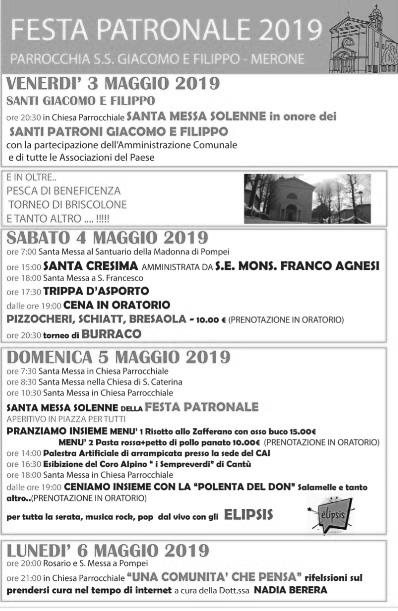 FESTA PATRONALE 2019
PARROCCHIA S.S. GIACOMO E FILIPPO - MERONE
VENERDI' 3 MAGGIO 2019
SANTI GIACOMO E FILIPPO
ore 20:30 in Chiesa Parrocchiale SANTA MESSA SOLENNE in onore dei
SANTI PATRONI GIACOMO E FILIPPO
con la partecipazione dell'Amministrazione Comunale
e di tutte le Associazioni del Paese
E IN OLTRE..
PESCA DI BENEFICENZA
TORNEO DI BRISCOLONE
E TANTO ALTRO .... !!!!!
SABATO 4 MAGGIO 2019
ore 7:00 Santa Messa al Santuario della Madonna di Pompei
ore 15:00 SANTA CRESIMA AMMINISTRATA DA S.E. MONS. FRANCO AGNESI
ore 18:00 Santa Messa a S. Francesco
ore 17:30 TRIPPA D'ASPORTO
dalle ore 19:00 CENA IN ORATORIO
PIZZOCHERI, SCHIATT, BRESAOLA - 10.00 € (PRENOTAZIONE IN ORATORIO)
ore 20:30 torneo di BURRACO
DOMENICA 5 MAGGIO 2019
ore 7:30 Santa Messa in Chiesa Parrocchiale
ore 8:30 Santa Messa nella Chiesa di S. Caterina
ore 10:30 Santa Messa in Chiesa Parrocchiale
SANTA MESSA SOLENNE DELLA FESTA PATRONALE
APERITIVO IN PIAZZA PER TUTTI
PRANZIAMO INSIEME MENU' 1 Risotto allo Zafferano con osso buco 15.00€
MENU' 2 Pasta rossa+petto di pollo panato 10.00€ (PRENOTAZIONE IN ORATORIO)
ore 14:00 Palestra Artificiale di arrampicata presso la sede del CAI
ore 16:30 Esibizione del Coro Alpino " i Sempreverdi" di Cantù
ore 18:00 Santa Messa in Chiesa Parrocchiale
dalle ore 19:00 CENIAMO INSIEME CON LA "POLENTA DEL DON" Salamelle e tanto
altro..(PRENOTAZIONE IN ORATORIO)
per tutta la serata, musica rock, pop dal vivo con gli ELIPSIS
elipsis
LUNEDI' 6 MAGGIO 2019
ore 20:00 Rosario e S. Messa a Pompei
ore 21:00 in Chiesa Parrocchiale "UNA COMUNITA' CHE PENSA" rifelssioni sul
prendersi cura nel tempo di internet a cura della Dott.ssa NADIA BERERA